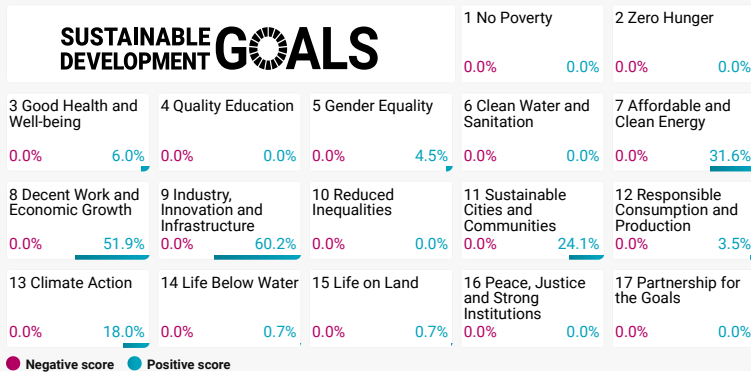 SUSTAINABLE
DEVELOPMENT
GOALS
1 No Poverty
0.0% 0.0%
2 Zero Hunger
0.0% 0.0%
3 Good Health and
Well-being
0.0% 6.0%
4 Quality Education
0.0% 0.0%
5 Gender Equality
0.0% 4.5%
6 Clean Water and
Sanitation
0.0% 0.0%
7 Affordable and
Clean Energy
0.0% 31.6%
8 Decent Work and
Economic Growth
0.0% 51.9%
9 Industry,
Innovation and
Infrastructure
0.0% 60.2%
10 Reduced
Inequalities
0.0% 0.0%
11 Sustainable
Cities and
Communities
0.0% 24.1%
12 Responsible
Consumption and
Production
0.0% 3.5%
13 Climate Action
0.0% 18.0%
14 Life Below Water
0.0% 0.7%
15 Life on Land
0.0% 0.7%
16 Peace, Justice
and Strong
Institutions
0.0% 0.0%
17 Partnership for
the Goals
0.0% 0.0%
Negative score Positive score